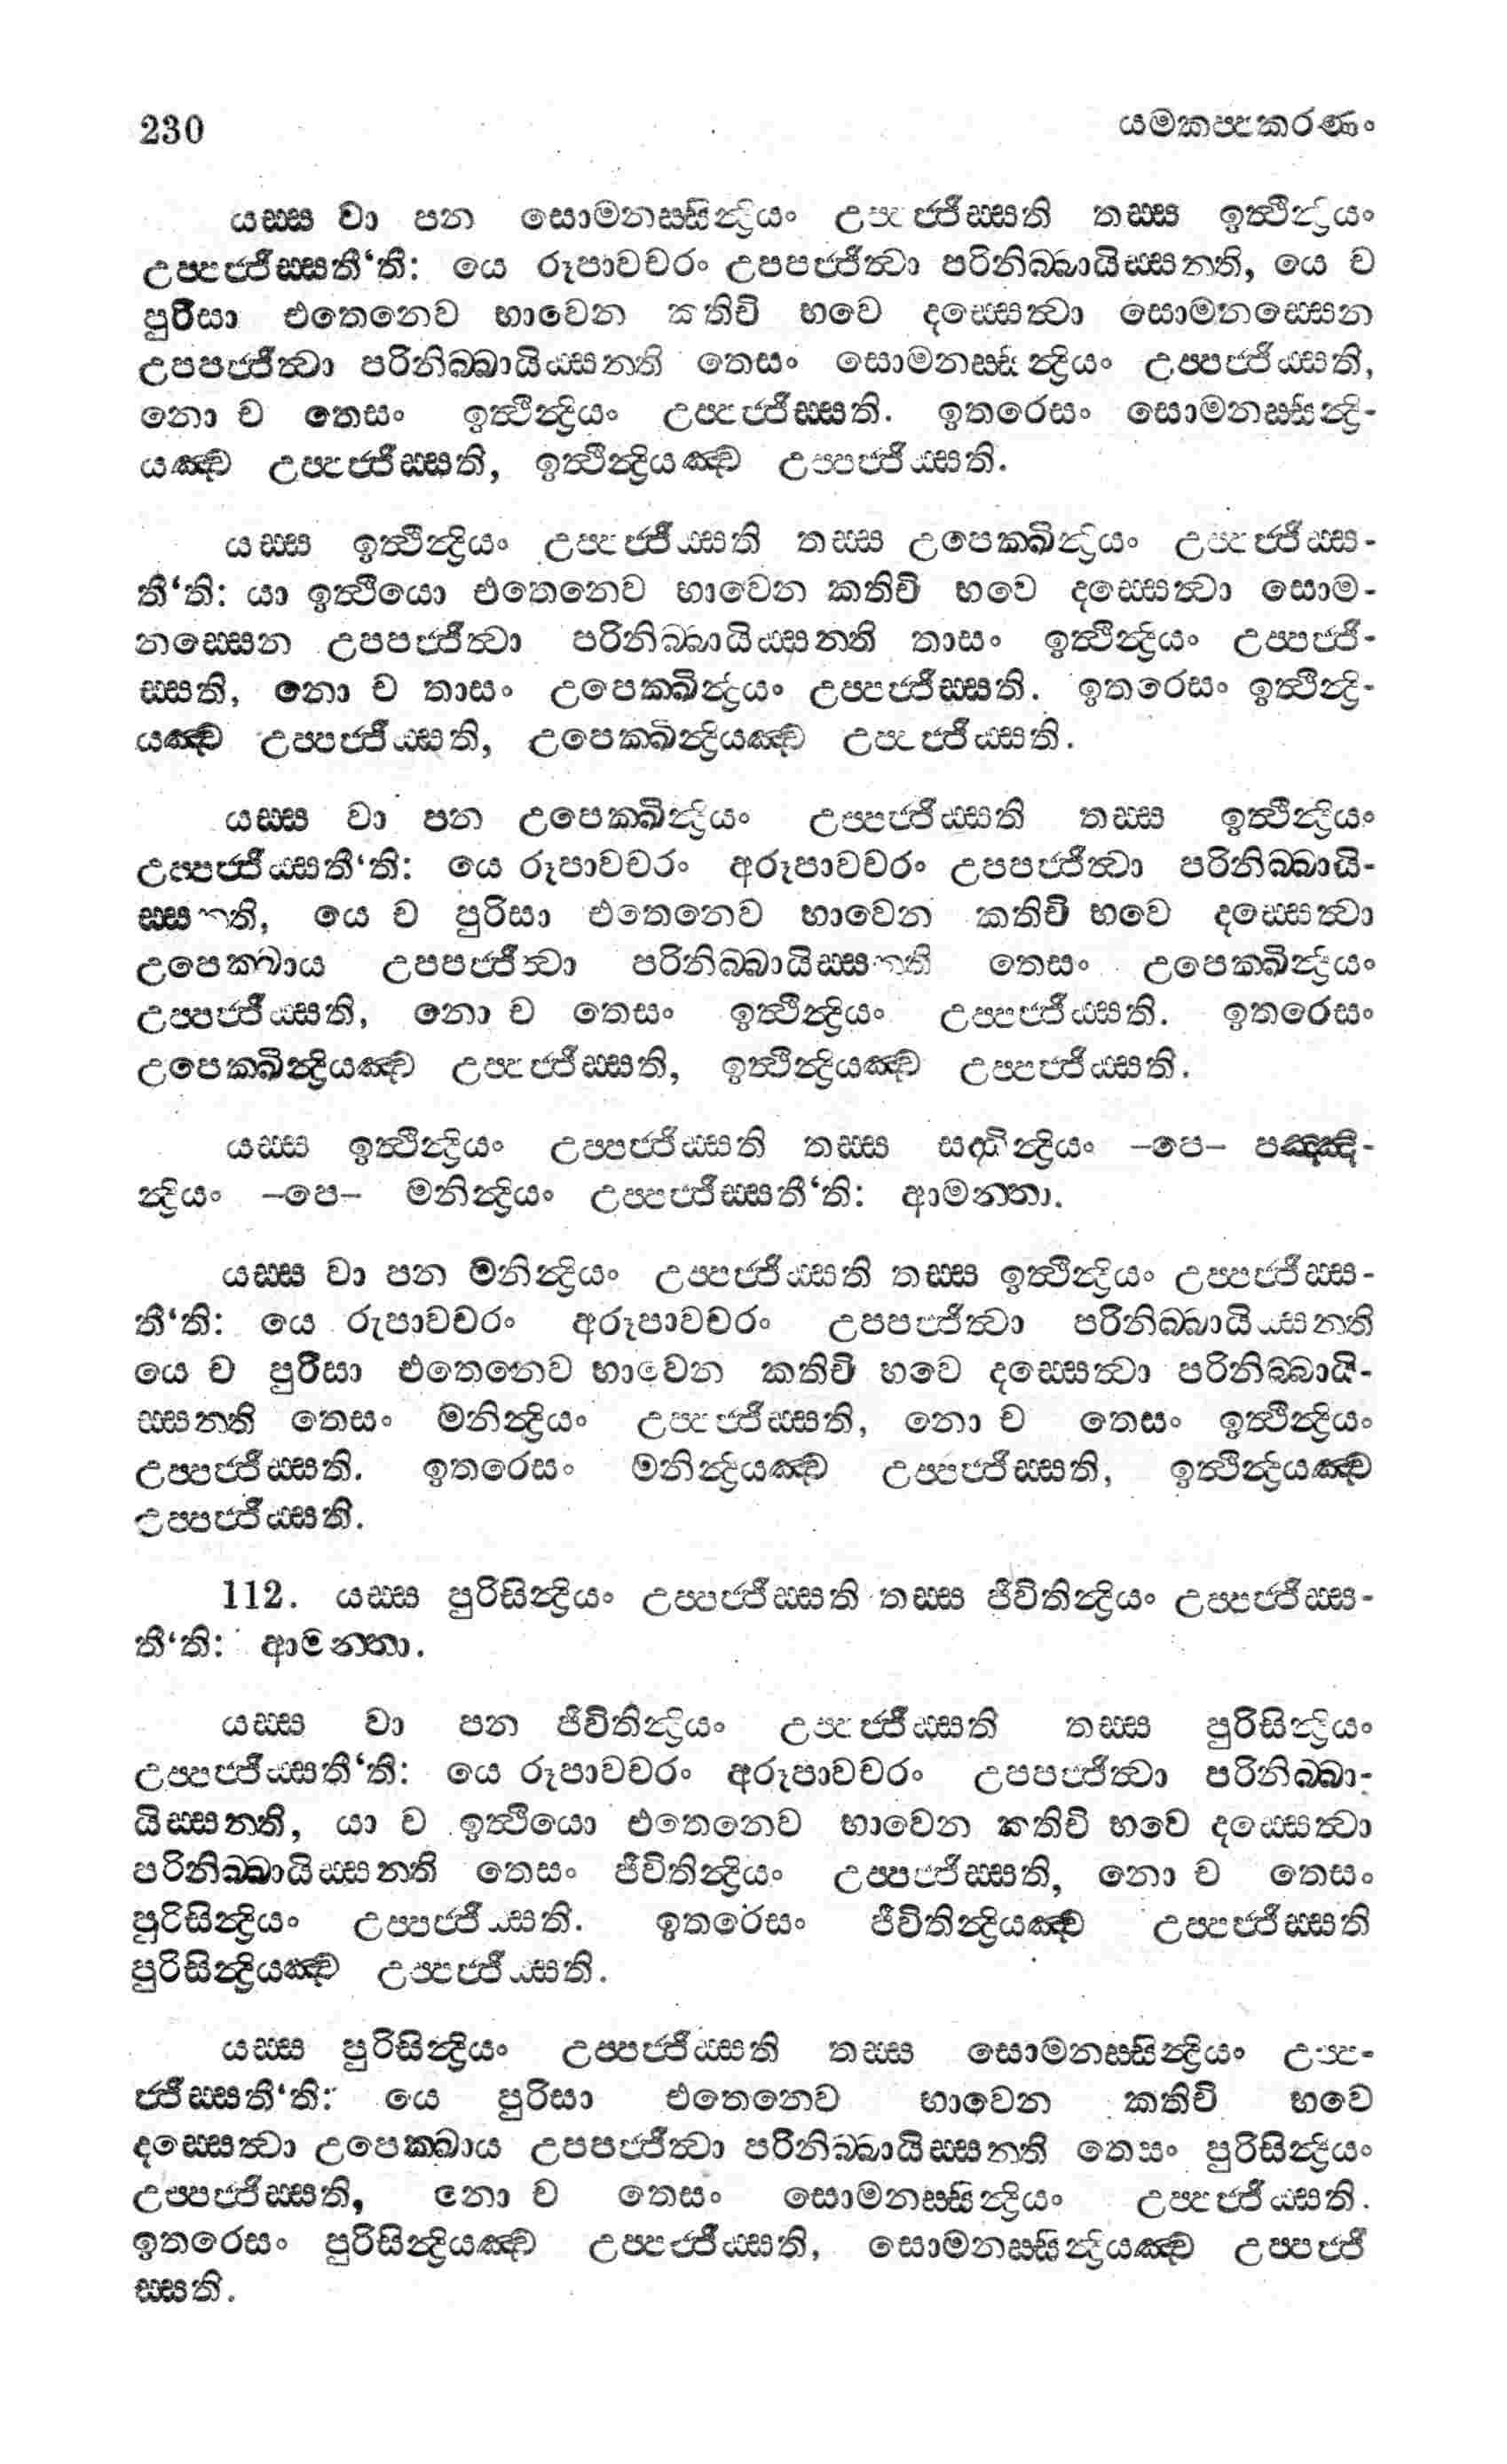 230 යමකප්පකරණං
යස්ස වා පන සොමනස්සින්ද්‍රියං උප්පජ්ජිස්සති තස්ස ඉත්ථින්ද්‍රියං
උප්පජ්ජිස්සතී‘ති: යෙ රූපාවචරං උපපජ්ජිත්වා පරිනිබ්බායිස්සන්ති, යෙ ච
පුරිසා එතෙනෙව භාවෙන කතිචි භවෙ දස්සෙත්වා සොමනස්සෙන
උපපජ්ජිත්වා පරිනිබ්බායිස්සන්ති තෙසං සොමනස්සින්ද්‍රියං උප්පජ්ජිස්සති,
නො ච තෙසං ඉත්ථින්ද්‍රියං උප්පජ්ජිස්සති. ඉතරෙසං සොමනස්සින්ද්‍රි-
යඤ්ච උප්පජ්ජිස්සති, ඉත්ථින්ද්‍රියඤ්ච උප්පජ්ජිස්සති.
යස්ස ඉත්ථින්ද්‍රියං උප්පජ්ජිස්සති තස්ස උපෙක්ඛින්ද්‍රියං උප්පජ්ජිස්ස-
තී‘ති: යා ඉත්ථියො එතෙනෙව භාවෙන කතිචි භවෙ දස්සෙත්වා සොම-
නස්සෙන උපපජ්ජිත්වා පරිනිබ්බායිස්සන්ති තාසං ඉත්ථින්ද්‍රියං උප්පජ්ජි-
ස්සති, නො ච තාසං උපෙක්ඛින්ද්‍රියං උප්පජ්ජිස්සති. ඉතරෙසං ඉත්ථින්ද්‍රි-
යඤ්ච උප්පජ්ජිස්සති, උපෙක්ඛින්ද්‍රියඤ්ච උප්පජ්ජිස්සති.
යස්ස වා පන උපෙක්ඛින්ද්‍රියං උප්පජ්ජිස්සති තස්ස ඉත්ථින්ද්‍රියං
උප්පජ්ජිස්සතී‘ති: යෙ රූපාවචරං අරූපාවචරං උපපජ්ජිත්වා පරිනිබ්බායි-
ස්සන්ති, යෙ ච පුරිසා එතෙනෙව භාවෙන කතිචි භවෙ දස්සෙත්වා
උපෙක්ඛාය උපපජ්ජිත්වා පරිනිබ්බායිස්සන්ති තෙසං උපෙක්ඛින්ද්‍රියං
උප්පජ්ජිස්සති, නො ච තෙසං ඉත්ථින්ද්‍රියං උප්පජ්ජිස්සති. ඉතරෙසං
උපෙක්ඛින්ද්‍රියඤ්ච උප්පජ්ජිස්සති, ඉත්ථින්ද්‍රියඤ්ච උප්පජ්ජිස්සති.
යස්ස ඉත්ථින්ද්‍රියං උප්පජ්ජිස්සති තස්ස සද්ධින්ද්‍රියං –පෙ– පඤ්ඤි-
න්ද්‍රියං –පෙ– මනින්ද්‍රියං උප්පජ්ජිස්සතී‘ති: ආමන්තා.
යස්ස වා පන මනින්ද්‍රියං උප්පජ්ජිස්සති තස්ස ඉත්ථින්ද්‍රියං උප්පජ්ජිස්ස-
තී‘ති: යෙ රුපාවචරං අරූපාවචරං උපපජ්ජිත්වා පරිනිබ්බායිස්සන්ති
යෙ ච පුරිසා එතෙනෙව භාවෙන කතිචි භවෙ දස්සෙත්වා පරිනිබ්බායි-
ස්සන්ති තෙසං මනින්ද්‍රියං උප්පජ්ජිස්සති, නො ච තෙසං ඉත්ථින්ද්‍රියං
උප්පජ්ජිස්සති. ඉතරෙසං මනින්ද්‍රියඤ්ච උප්පජ්ජිස්සති, ඉත්ථින්ද්‍රියඤ්ච
උප්පජ්ජිස්සති.
112. යස්ස පුරිසින්ද්‍රියං උප්පජ්ජිස්සති තස්ස ජීවිතින්ද්‍රියං උප්පජ්ජිස්ස-
තී‘ති: ආමන්තා.
යස්ස වා පන ජීවිතින්ද්‍රියං උප්පජ්ජිස්සති තස්ස පුරිසින්ද්‍රියං
උප්පජ්ජිස්සතී‘ති: යෙ රූපාවචරං අරූපාවචරං උපපජ්ජිත්වා පරිනිබ්බා-
යිස්සන්ති, යා ච ඉත්ථියො එතෙනෙව භාවෙන කතිචි භවෙ දස්සෙත්වා
පරිනිබ්බායිස්සන්ති තෙසං ජීවිතින්ද්‍රියං උප්පජ්ජිස්සති, නො ච තෙසං
පුරිසින්ද්‍රියං උප්පජ්ජිස්සති. ඉතරෙසං ජීවිතින්ද්‍රියඤ්ච උප්පජ්ජිස්සති
පුරිසින්ද්‍රියඤ්ච උප්පජ්ජිස්සති.
යස්ස පුරිසින්ද්‍රියං උප්පජ්ජිස්සති තස්ස සොමනස්සින්ද්‍රියං උප්ප-
ජ්ජිස්සතී‘ති: යෙ පුරිසා එතෙනෙව භාවෙන කතිචි භවෙ
දස්සෙත්වා උපෙක්ඛාය උපපජ්ජිත්වා පරිනිබ්බායිස්සන්ති තෙසං පුරිසින්ද්‍රියං
උප්පජ්ජිස්සති, නො ච තෙසං සොමනස්සින්ද්‍රියං උප්පජ්ජිස්සති.
ඉතරෙසං පුරිසින්ද්‍රියඤ්ච උප්පජ්ජිස්සති, සොමනස්සින්ද්‍රියඤ්ච උප්පජ්ජි
ස්සති.